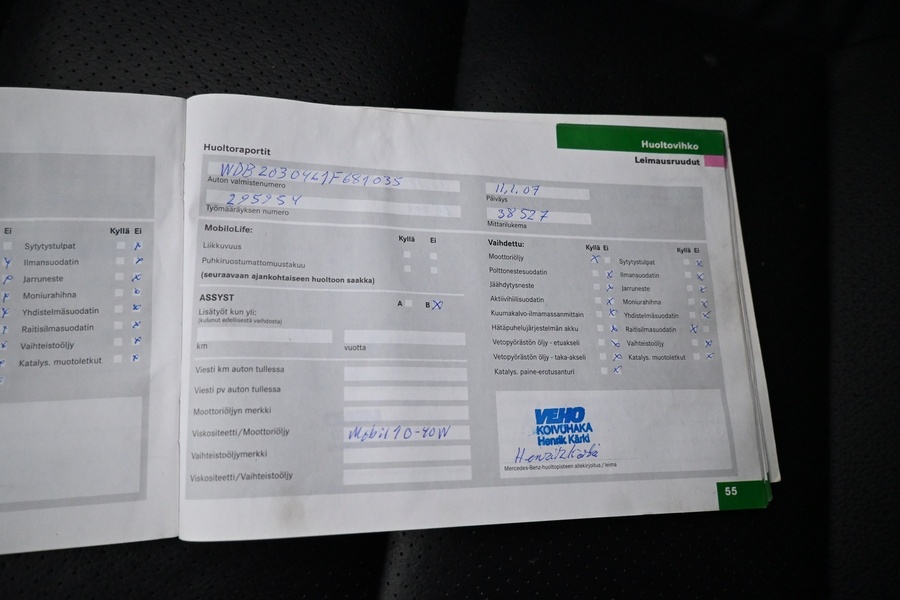 Huoltovihko
Leimausruudut
Ei
Kyllä Ei
Sytytystulpat
Ilmansuodatin
Jarruneste
Moniurahihna
Yhdistelmäsuodatin
Raitisilmasuodatin
Vaihteistoöljy
Katalys. muotoletkut
Huoltoraportit
Auton valmistenumero
295954
Työmääräyksen numero
11.1.07
Päiväys
38527
Mittarilukema
MobiloLife:
Kyllä Ei
Liikkuvuus
Puhkiruostumattomuustakuu
(seuraavaan ajankohtaiseen huoltoon saakka)
ASSYST
A B X
Lisätyöt kun yli:
(kulunut edellisestä vaihdosta)
km vuotta
Viesti km auton tullessa
Viesti pv auton tullessa
Moottoriöljyn merkki
Viskositeetti/Moottoriöljy Mobil 10-40W
Vaihteistoöljymerkki
Viskositeetti/Vaihteistoöljy
Vaihdettu:
Kyllä Ei
Moottoriöljy
Polttonestesuodatin
Jäähdytysneste
Aktiivihiilisuodatin
Kuumakalvo-ilmamassanmittain
Hätäpuhelujärjestelmän akku
Vetopyörästön öljy - etuakseli
Vetopyörästön öljy - taka-akseli
Katalys. paine-erotusanturi
Kyllä Ei
Sytytystulpat
Ilmansuodatin
Jarruneste
Moniurahihna
Yhdistelmäsuodatin
Raitisilmasuodatin
Vaihteistoöljy
Katalys. muotoletkut
VEHO
KOIVUHAKA
Henrik Kärki
Mercedes-Benz-huoltopisteen allekirjoitus / leima
55